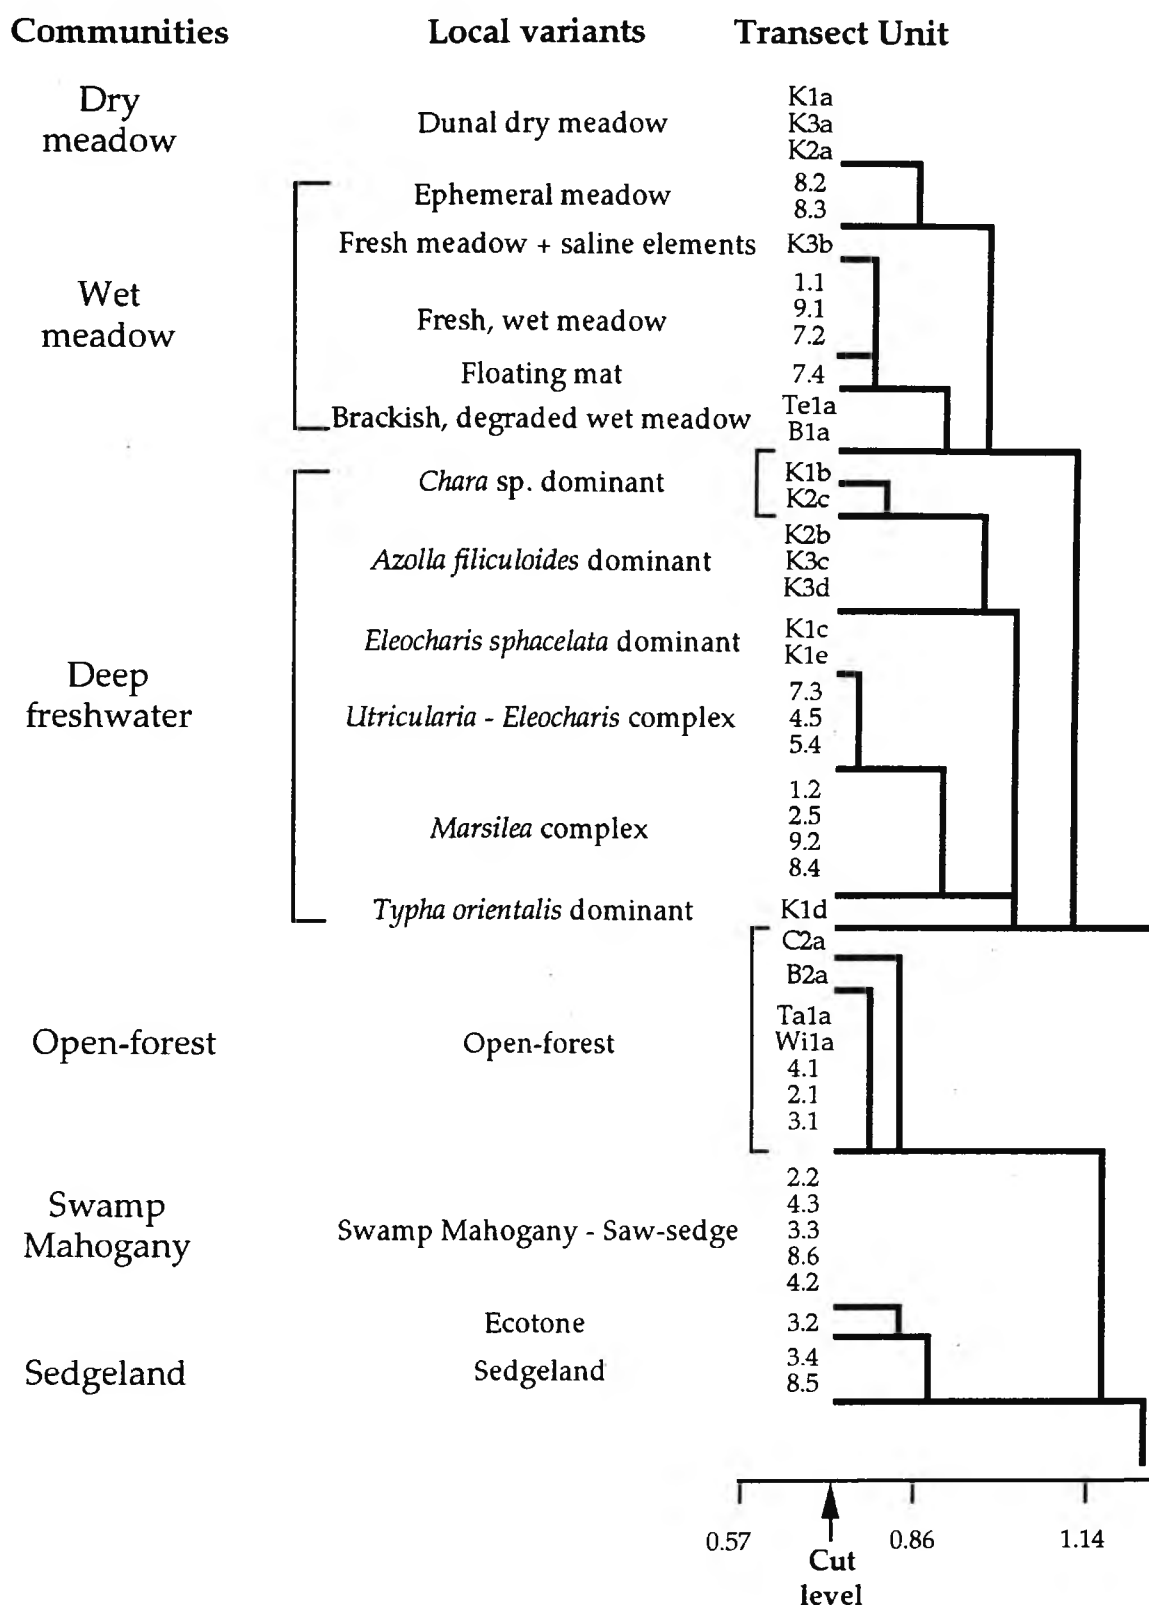 Communities Local variants Transect Unit
Dry
meadow
Dunal dry meadow
K1a
K3a
K2a
Ephemeral meadow
8.2
8.3
Fresh meadow + saline elements K3b
Wet
meadow
Fresh, wet meadow
1.1
9.1
7.2
Floating mat 7.4
Brackish, degraded wet meadow
Te1a
B1a
Chara sp. dominant
K1b
K2c
Azolla filiculoides dominant
K2b
K3c
K3d
Eleocharis sphacelata dominant
K1c
K1e
Deep
freshwater
Utricularia - Eleocharis complex
7.3
4.5
5.4
Marsilea complex
1.2
2.5
9.2
8.4
Typha orientalis dominant K1d
Open-forest
Open-forest
C2a
B2a
Ta1a
Wi1a
4.1
2.1
3.1
Swamp
Mahogany
Swamp Mahogany - Saw-sedge
2.2
4.3
3.3
8.6
4.2
Ecotone 3.2
Sedgeland
Sedgeland
3.4
8.5
0.57 0.86 1.14
Cut
level